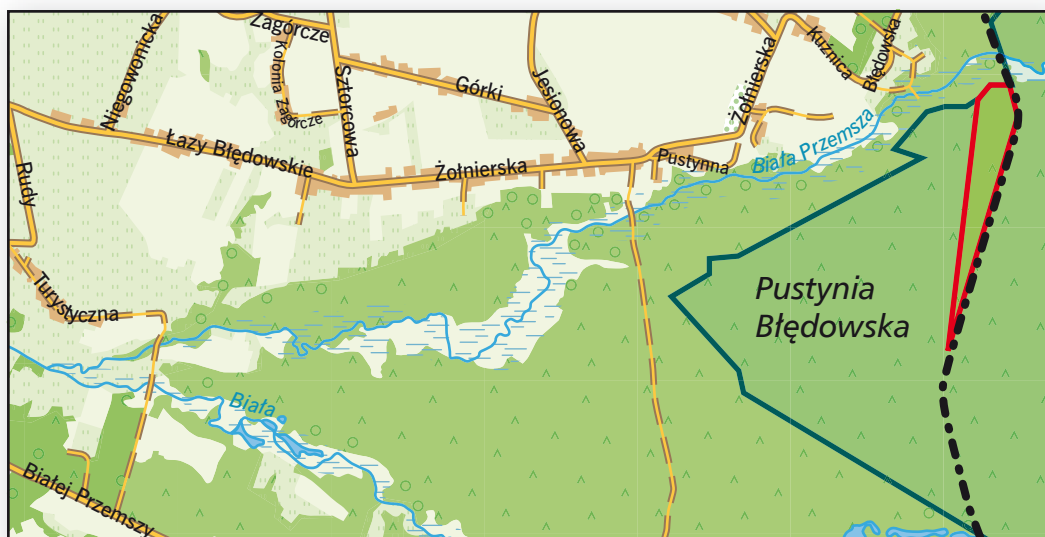 Niegowonicka
Zagórcze
Kolonia Zagórcze
Sztorcowa
Górki
Jesionowa
Żołnierska
Kuźnica
Błędowska
Rudy
Łazy Błędowskie
Żołnierska
Pustynna
Biała Przemsza
Turystyczna
Pustynia
Błędowska
Biała
Białej Przemszy